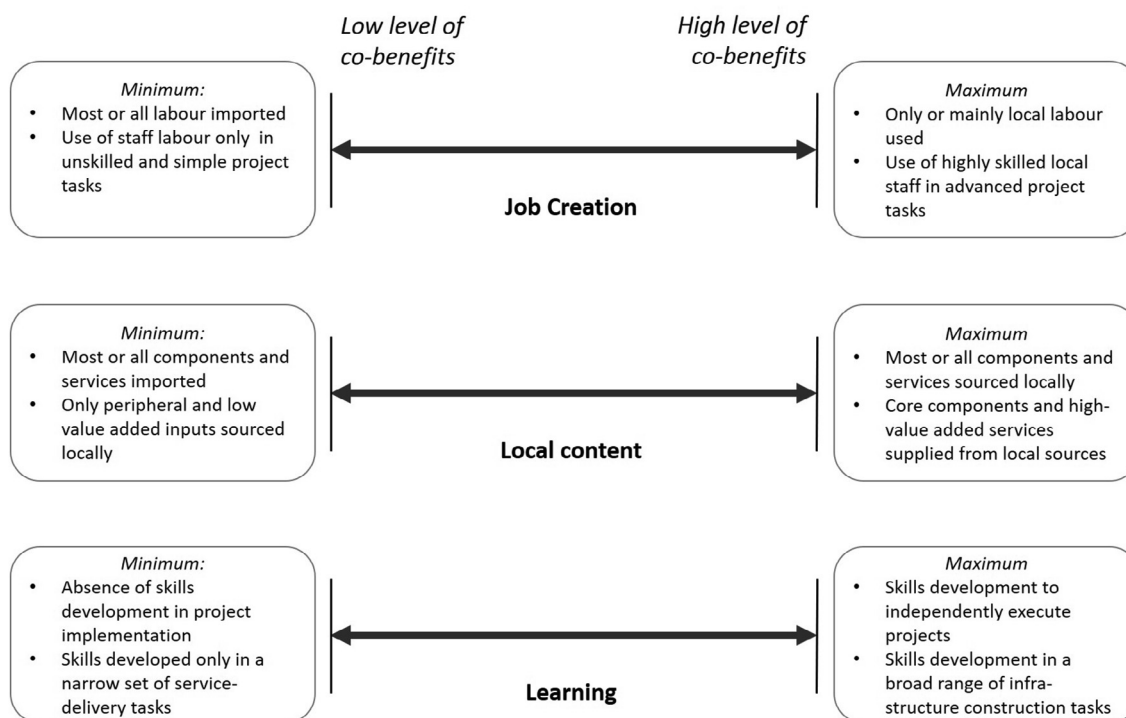 Low level of
co-benefits
High level of
co-benefits
Minimum:
• Most or all labour imported
• Use of staff labour only in
unskilled and simple project
tasks
Job Creation
Maximum
• Only or mainly local labour
used
• Use of highly skilled local
staff in advanced project
tasks
Minimum:
• Most or all components and
services imported
• Only peripheral and low
value added inputs sourced
locally
Local content
Maximum
• Most or all components and
services sourced locally
• Core components and high-
value added services
supplied from local sources
Minimum:
• Absence of skills
development in project
implementation
• Skills developed only in a
narrow set of service-
delivery tasks
Learning
Maximum
• Skills development to
independently execute
projects
• Skills development in a
broad range of infra-
structure construction tasks